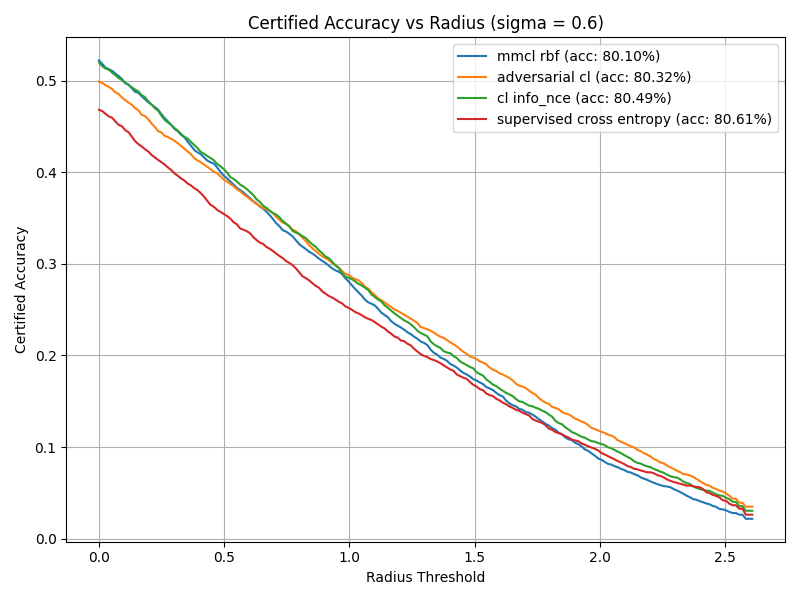 Certified Accuracy vs Radius (sigma = 0.6)
mmcl rbf (acc: 80.10%)
adversarial cl (acc: 80.32%)
cl info_nce (acc: 80.49%)
supervised cross entropy (acc: 80.61%)
Certified Accuracy
0.5
0.4
0.3
0.2
0.1
0.0
0.0 0.5 1.0 1.5 2.0 2.5
Radius Threshold